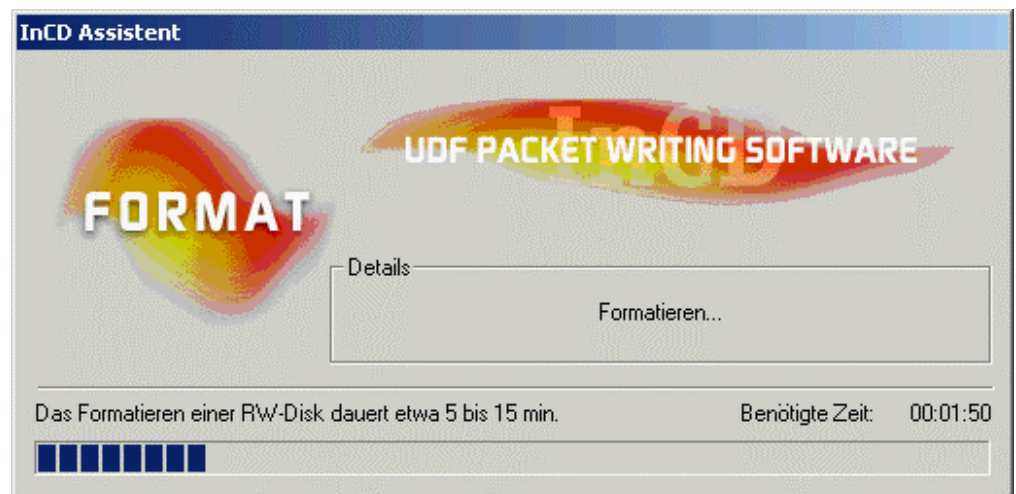 InCD Assistent
InCD
UDF PACKET WRITING SOFTWARE
FORMAT
Details
Formatieren...
Das Formatieren einer RW-Disk dauert etwa 5 bis 15 min. Benötigte Zeit: 00:01:50